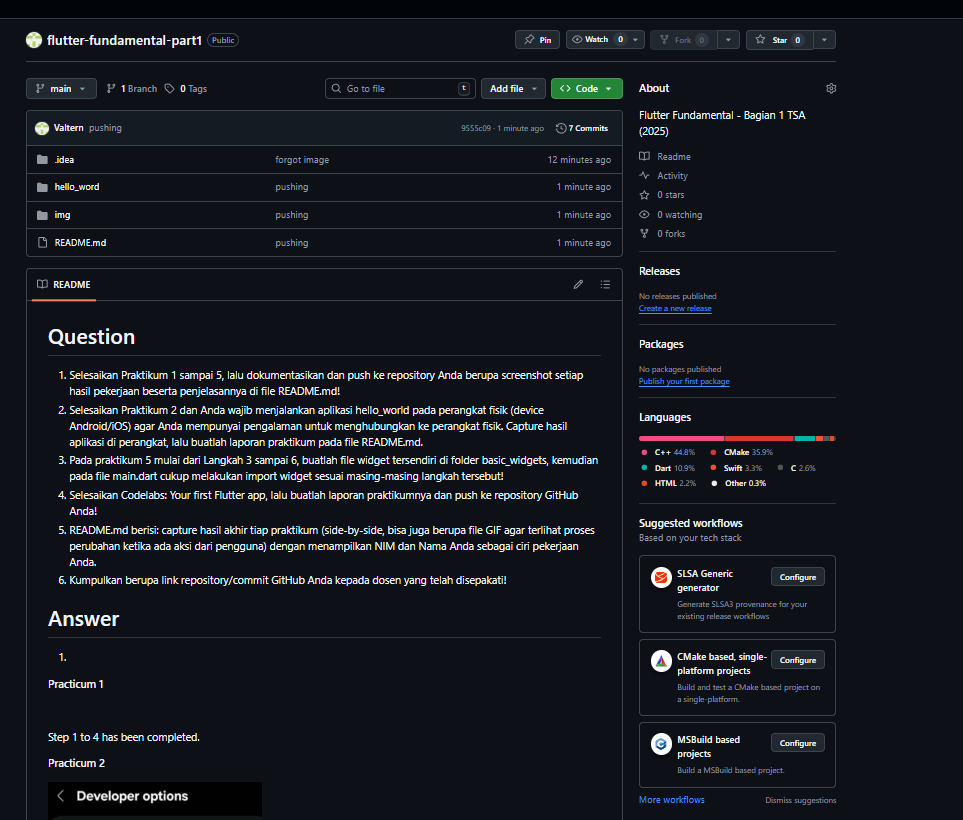 flutter-fundamental-part1 Public
Pin
Watch 0
Fork 0
Star 0
main
1 Branch
0 Tags
Go to file t
Add file
Code
Valtern pushing
9555c09 · 1 minute ago
7 Commits
.idea forgot image 12 minutes ago
hello_word pushing 1 minute ago
img pushing 1 minute ago
README.md pushing 1 minute ago
README
Question
1. Selesaikan Praktikum 1 sampai 5, lalu dokumentasikan dan push ke repository Anda berupa screenshot setiap
hasil pekerjaan beserta penjelasannya di file README.md!
2. Selesaikan Praktikum 2 dan Anda wajib menjalankan aplikasi hello_world pada perangkat fisik (device
Android/iOS) agar Anda mempunyai pengalaman untuk menghubungkan ke perangkat fisik. Capture hasil
aplikasi di perangkat, lalu buatlah laporan praktikum pada file README.md.
3. Pada praktikum 5 mulai dari Langkah 3 sampai 6, buatlah file widget tersendiri di folder basic_widgets, kemudian
pada file main.dart cukup melakukan import widget sesuai masing-masing langkah tersebut!
4. Selesaikan Codelabs: Your first Flutter app, lalu buatlah laporan praktikumnya dan push ke repository GitHub
Anda!
5. README.md berisi: capture hasil akhir tiap praktikum (side-by-side, bisa juga berupa file GIF agar terlihat proses
perubahan ketika ada aksi dari pengguna) dengan menampilkan NIM dan Nama Anda sebagai ciri pekerjaan
Anda.
6. Kumpulkan berupa link repository/commit GitHub Anda kepada dosen yang telah disepakati!
Answer
1.
Practicum 1
Step 1 to 4 has been completed.
Practicum 2
Developer options
About
Flutter Fundamental - Bagian 1 TSA
(2025)
Readme
Activity
0 stars
0 watching
0 forks
Releases
No releases published
Create a new release
Packages
No packages published
Publish your first package
Languages
C++ 44.8% CMake 35.9%
Dart 10.9% Swift 3.3% C 2.6%
HTML 2.2% Other 0.3%
Suggested workflows
Based on your tech stack
SLSA Generic
generator
Configure
Generate SLSA3 provenance for your
existing release workflows
CMake based, single-
platform projects
Configure
Build and test a CMake based project on
a single-platform.
MSBuild based
projects
Configure
Build a MSBuild based project.
More workflows
Dismiss suggestions